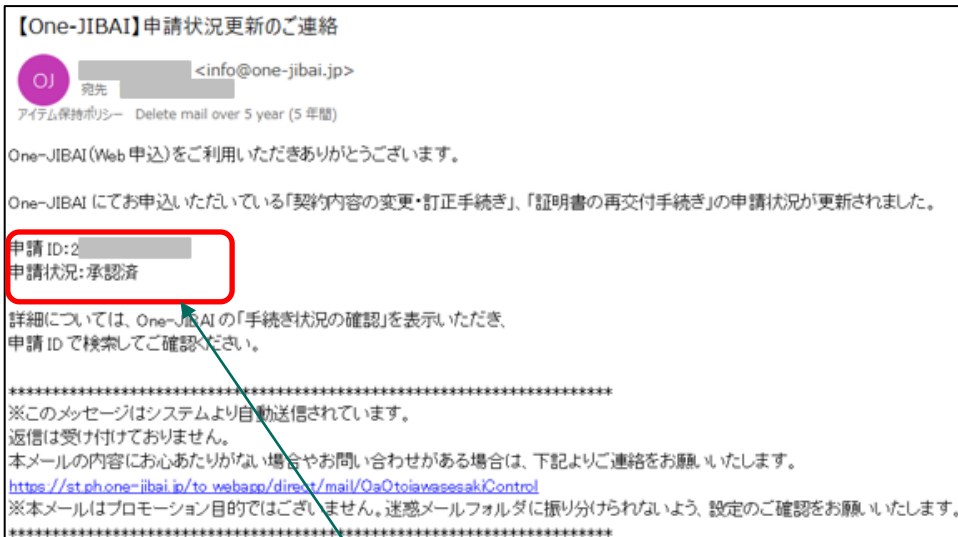 【One-JIBAI】申請状況更新のご連絡
OJ
<info@one-jibai.jp>
宛先
アイテム保持ポリシー Delete mail over 5 year (5 年間)
One-JIBAI(Web 申込)をご利用いただきありがとうございます。
One-JIBAI にてお申込いただいている「契約内容の変更・訂正手続き」、「証明書の再交付手続き」の申請状況が更新されました。
申請 ID:2
申請状況:承認済
詳細については、One-JIBAI の「手続き状況の確認」を表示いただき、
申請 ID で検索してご確認ください。
**********************************************************************
※このメッセージはシステムより自動送信されています。
返信は受け付けておりません。
本メールの内容にお心あたりがない場合やお問い合わせがある場合は、下記よりご連絡をお願いいたします。
https://st.ph.one-jibai.jp/to_webapp/direct/mail/OaOtoiawasesakiControl
※本メールはプロモーション目的ではございません。迷惑メールフォルダに振り分けられないよう、設定のご確認をお願いいたします。
**********************************************************************